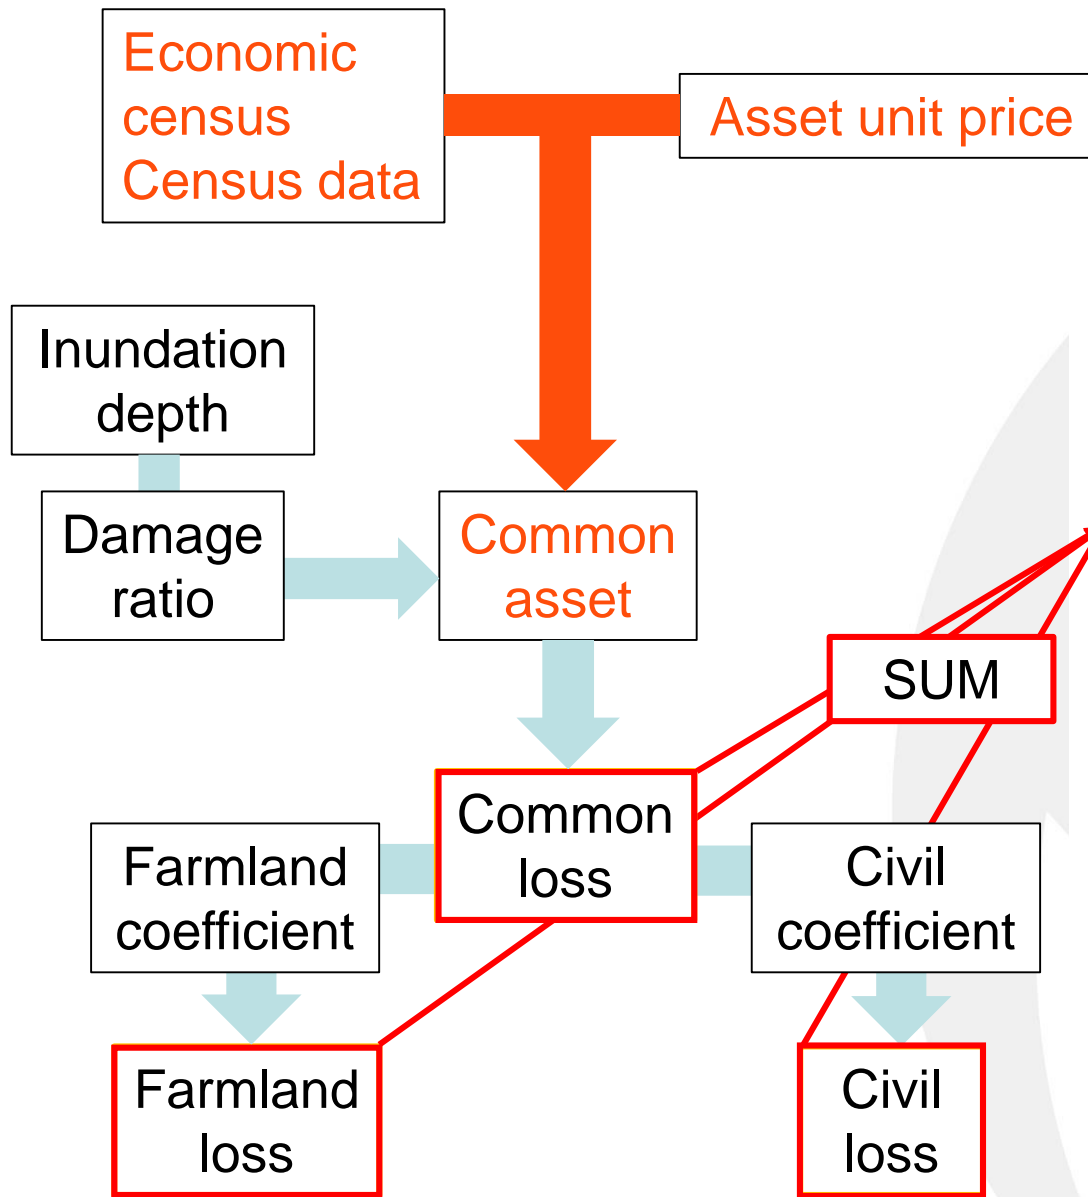 Economic
census
Census data
Asset unit price
Inundation
depth
Damage
ratio
Common
asset
SUM
Common
loss
Farmland
coefficient
Civil
coefficient
Farmland
loss
Civil
loss